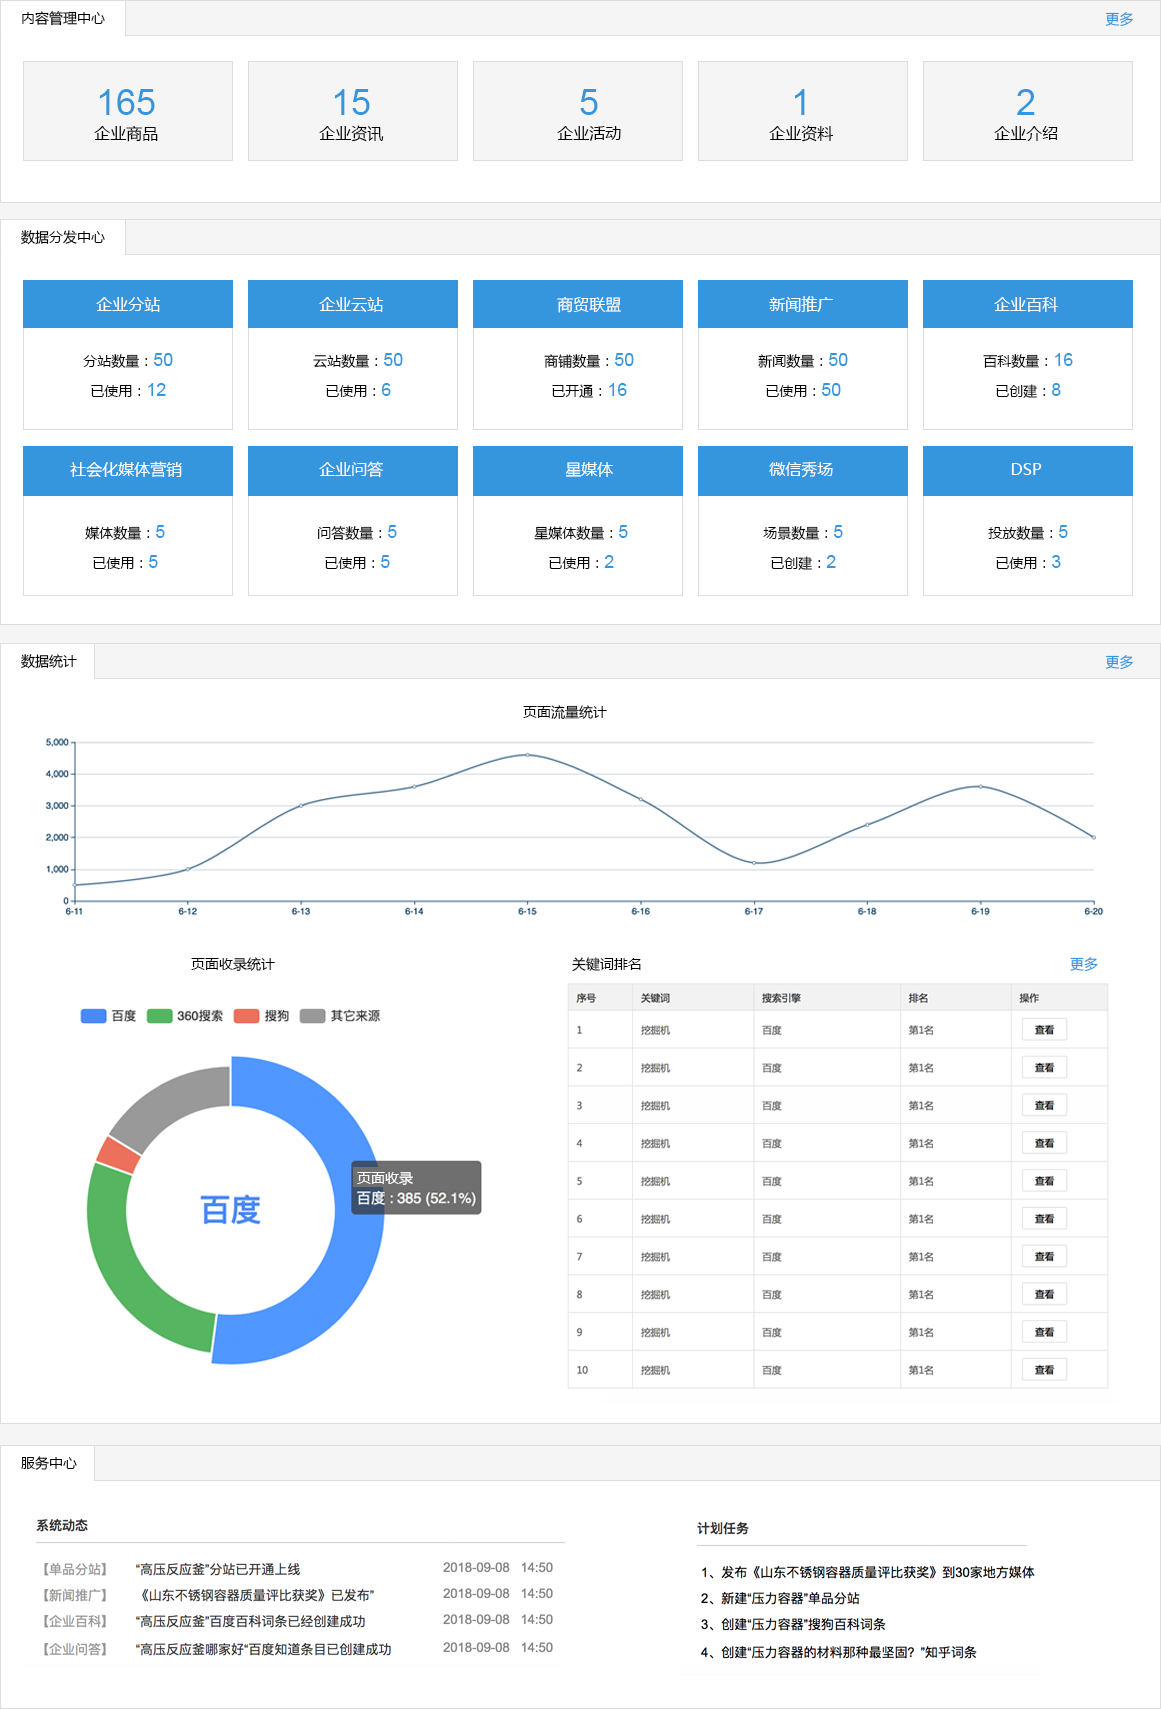 内容管理中心 更多
165 15 5 1 2
企业商品 企业资讯 企业活动 企业资料 企业介绍
数据分发中心
企业分站 企业云站 商贸联盟 新闻推广 企业百科
分站数量：50 云站数量：50 商铺数量：50 新闻数量：50 百科数量：16
已使用：12 已使用：6 已开通：16 已使用：50 已创建：8
社会化媒体营销 企业问答 星媒体 微信秀场 DSP
媒体数量：5 问答数量：5 星媒体数量：5 场景数量：5 投放数量：5
已使用：5 已使用：5 已使用：2 已创建：2 已使用：3
数据统计 更多
页面流量统计
5,000
4,000
3,000
2,000
1,000
0
6-11 6-12 6-13 6-14 6-15 6-16 6-17 6-18 6-19 6-20
页面收录统计
百度 360搜索 搜狗 其它来源
页面收录
百度 : 385 (52.1%)
百度
关键词排名 更多
序号 关键词 搜索引擎 排名 操作
1 挖掘机 百度 第1名 查看
2 挖掘机 百度 第1名 查看
3 挖掘机 百度 第1名 查看
4 挖掘机 百度 第1名 查看
5 挖掘机 百度 第1名 查看
6 挖掘机 百度 第1名 查看
7 挖掘机 百度 第1名 查看
8 挖掘机 百度 第1名 查看
9 挖掘机 百度 第1名 查看
10 挖掘机 百度 第1名 查看
服务中心
系统动态
【单品分站】 “高压反应釜”分站已开通上线 2018-09-08 14:50
【新闻推广】 《山东不锈钢容器质量评比获奖》已发布” 2018-09-08 14:50
【企业百科】 “高压反应釜”百度百科词条已经创建成功 2018-09-08 14:50
【企业问答】 “高压反应釜哪家好“百度知道条目已创建成功 2018-09-08 14:50
计划任务
1、发布《山东不锈钢容器质量评比获奖》到30家地方媒体
2、新建“压力容器”单品分站
3、创建“压力容器”搜狗百科词条
4、创建“压力容器的材料那种最坚固？”知乎词条